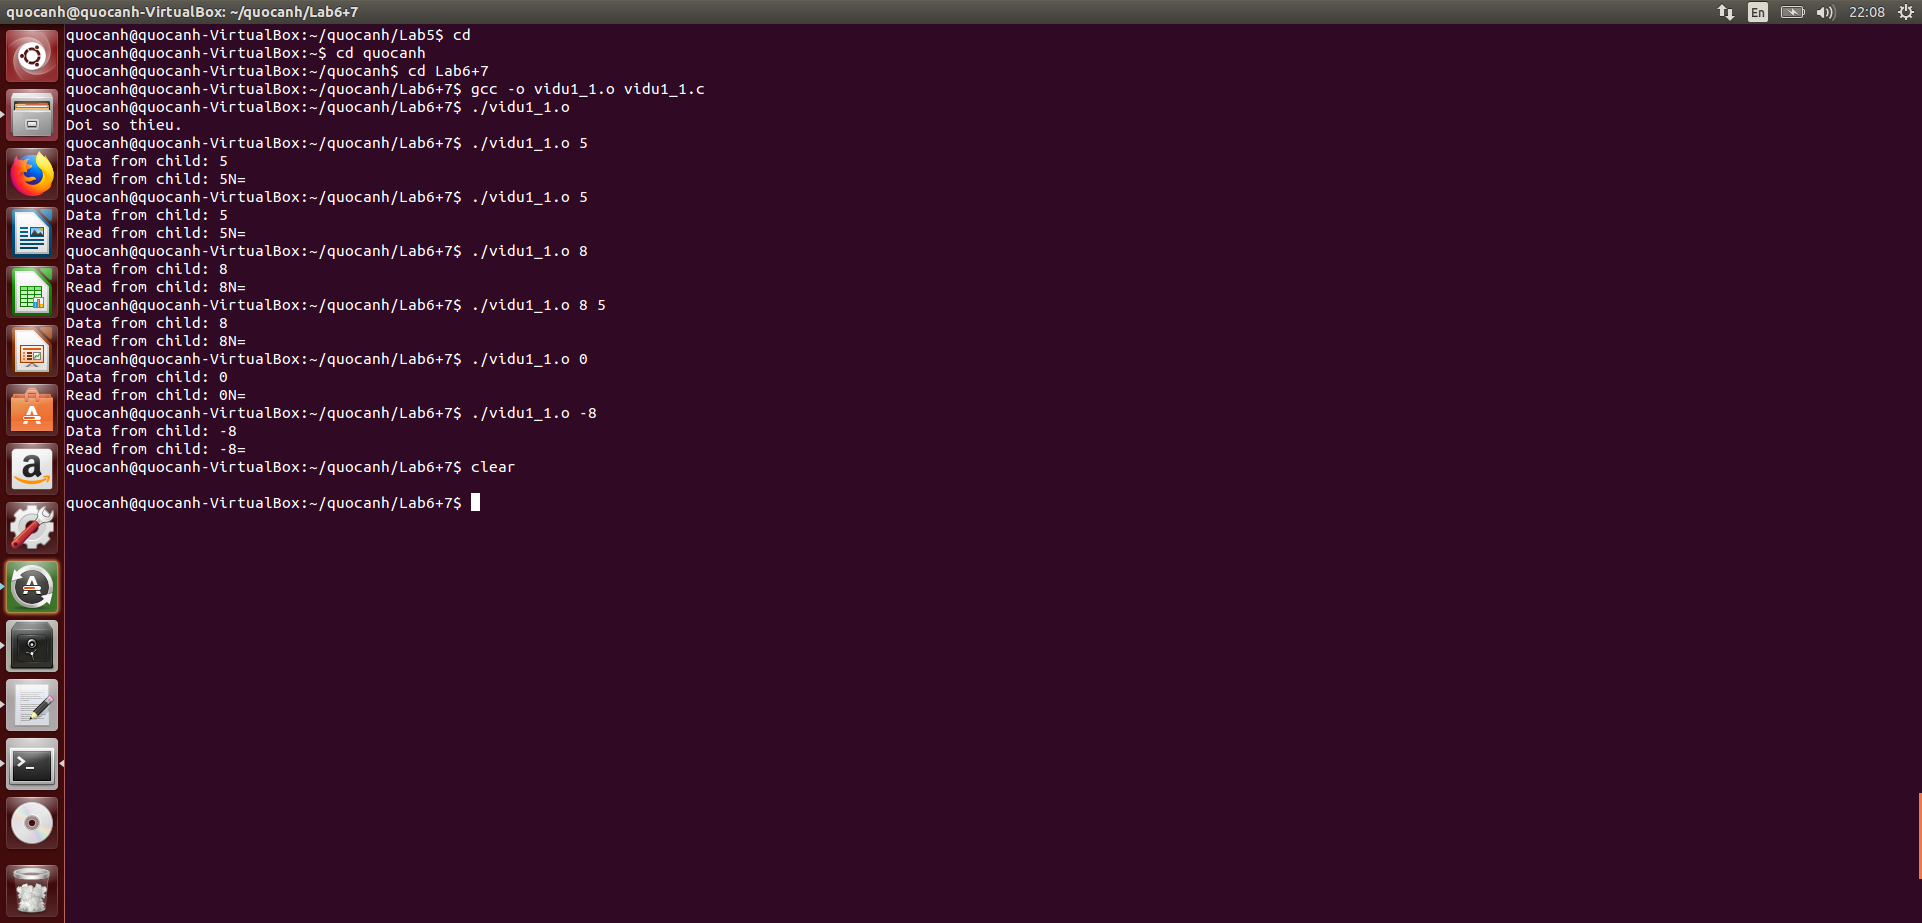 quocanh@quocanh-VirtualBox: ~/quocanh/Lab6+7
En
22:08
quocanh@quocanh-VirtualBox:~/quocanh/Lab5$ cd
quocanh@quocanh-VirtualBox:~$ cd quocanh
quocanh@quocanh-VirtualBox:~/quocanh$ cd Lab6+7
quocanh@quocanh-VirtualBox:~/quocanh/Lab6+7$ gcc -o vidu1_1.o vidu1_1.c
quocanh@quocanh-VirtualBox:~/quocanh/Lab6+7$ ./vidu1_1.o
Doi so thieu.
quocanh@quocanh-VirtualBox:~/quocanh/Lab6+7$ ./vidu1_1.o 5
Data from child: 5
Read from child: 5N=
quocanh@quocanh-VirtualBox:~/quocanh/Lab6+7$ ./vidu1_1.o 5
Data from child: 5
Read from child: 5N=
quocanh@quocanh-VirtualBox:~/quocanh/Lab6+7$ ./vidu1_1.o 8
Data from child: 8
Read from child: 8N=
quocanh@quocanh-VirtualBox:~/quocanh/Lab6+7$ ./vidu1_1.o 8 5
Data from child: 8
Read from child: 8N=
quocanh@quocanh-VirtualBox:~/quocanh/Lab6+7$ ./vidu1_1.o 0
Data from child: 0
Read from child: 0N=
quocanh@quocanh-VirtualBox:~/quocanh/Lab6+7$ ./vidu1_1.o -8
Data from child: -8
Read from child: -8=
quocanh@quocanh-VirtualBox:~/quocanh/Lab6+7$ clear
quocanh@quocanh-VirtualBox:~/quocanh/Lab6+7$